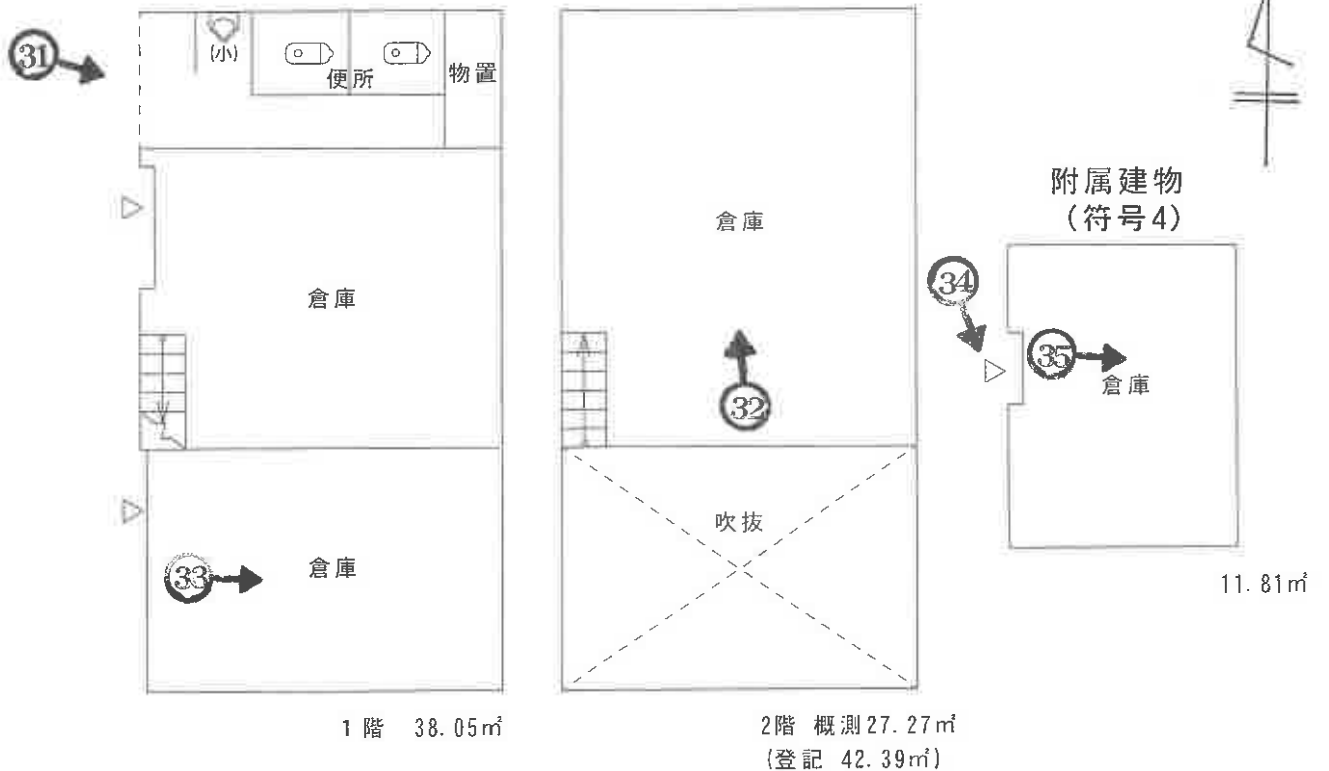 31
(小)
便所
物置
倉庫
倉庫
33
倉庫
1階 38.05㎡
倉庫
32
吹抜
2階 概測27.27㎡
(登記 42.39㎡)
附属建物
(符号4)
34
35
倉庫
11.81㎡